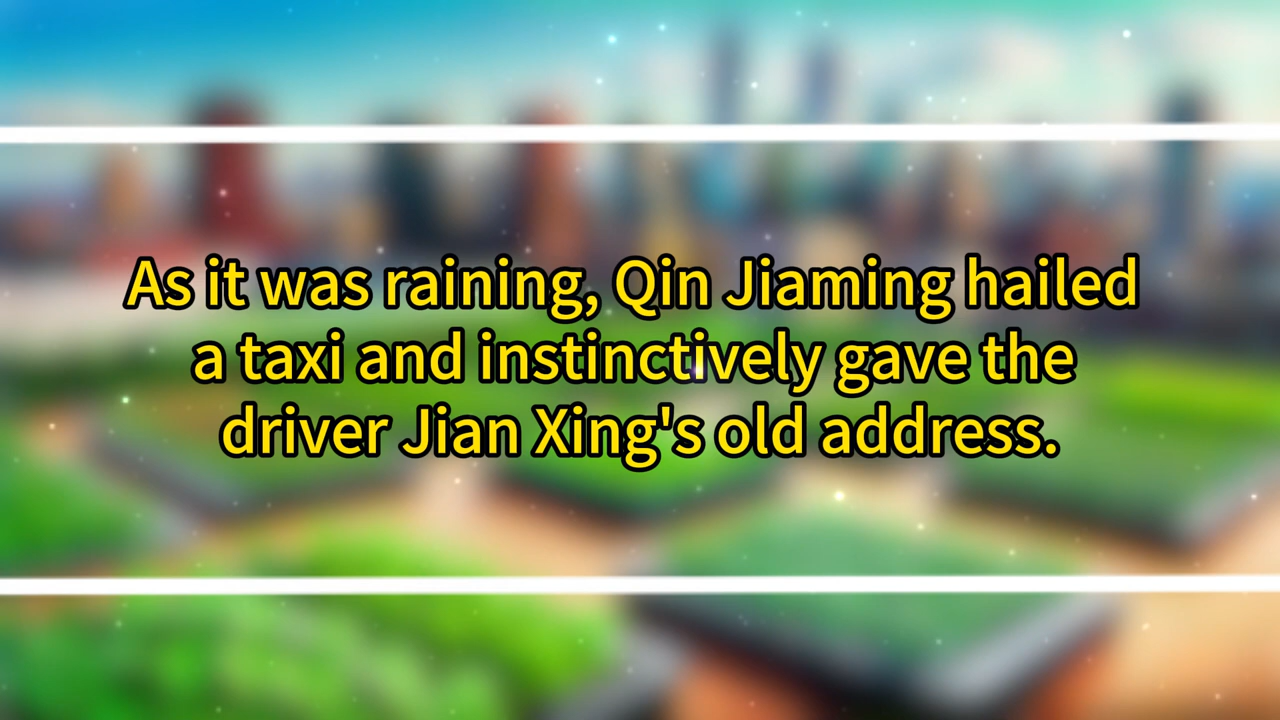 As it was raining, Qin Jiaming hailed
a taxi and instinctively gave the
driver Jian Xing's old address.